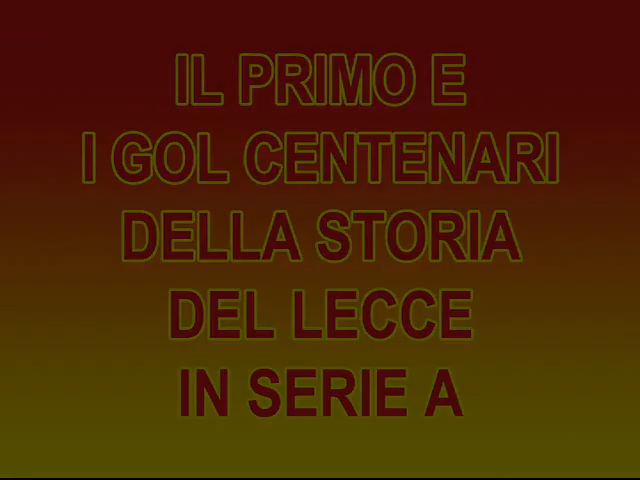 IL PRIMO E
I GOL CENTENARI
DELLA STORIA
DEL LECCE
IN SERIE A